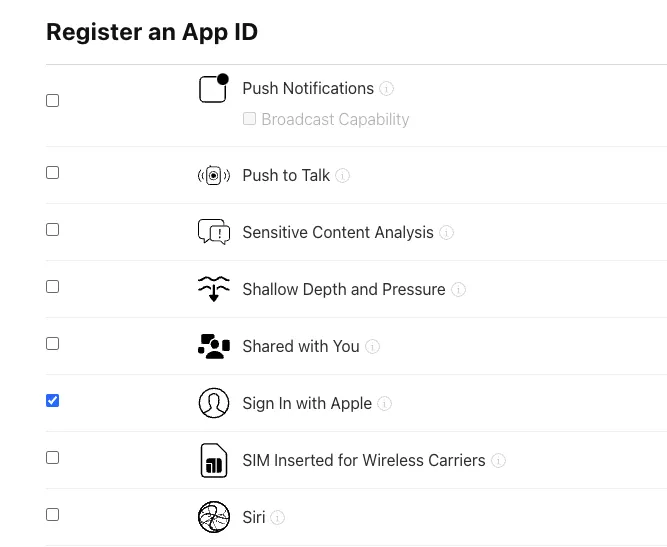 Register an App ID
Push Notifications
Broadcast Capability
Push to Talk
Sensitive Content Analysis
Shallow Depth and Pressure
Shared with You
Sign In with Apple
SIM Inserted for Wireless Carriers
Siri